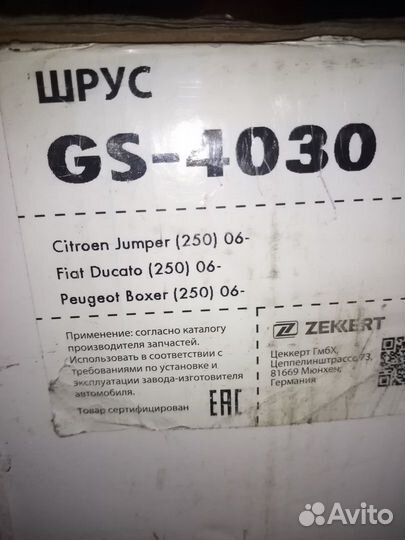 ШРУС
GS-4030
Citroen Jumper (250) 06-
Fiat Ducato (250) 06-
Peugeot Boxer (250) 06-
Применение: согласно каталогу
производителя запчастей.
Использовать в соответствии с
требованиями по установке и
эксплуатации завода-изготовителя
автомобиля.
Товар сертифицирован
EAC
ZEKKERT
Цеккерт ГмбХ,
Цеппелинштрассе 73,
81669 Мюнхен,
Германия
Avito